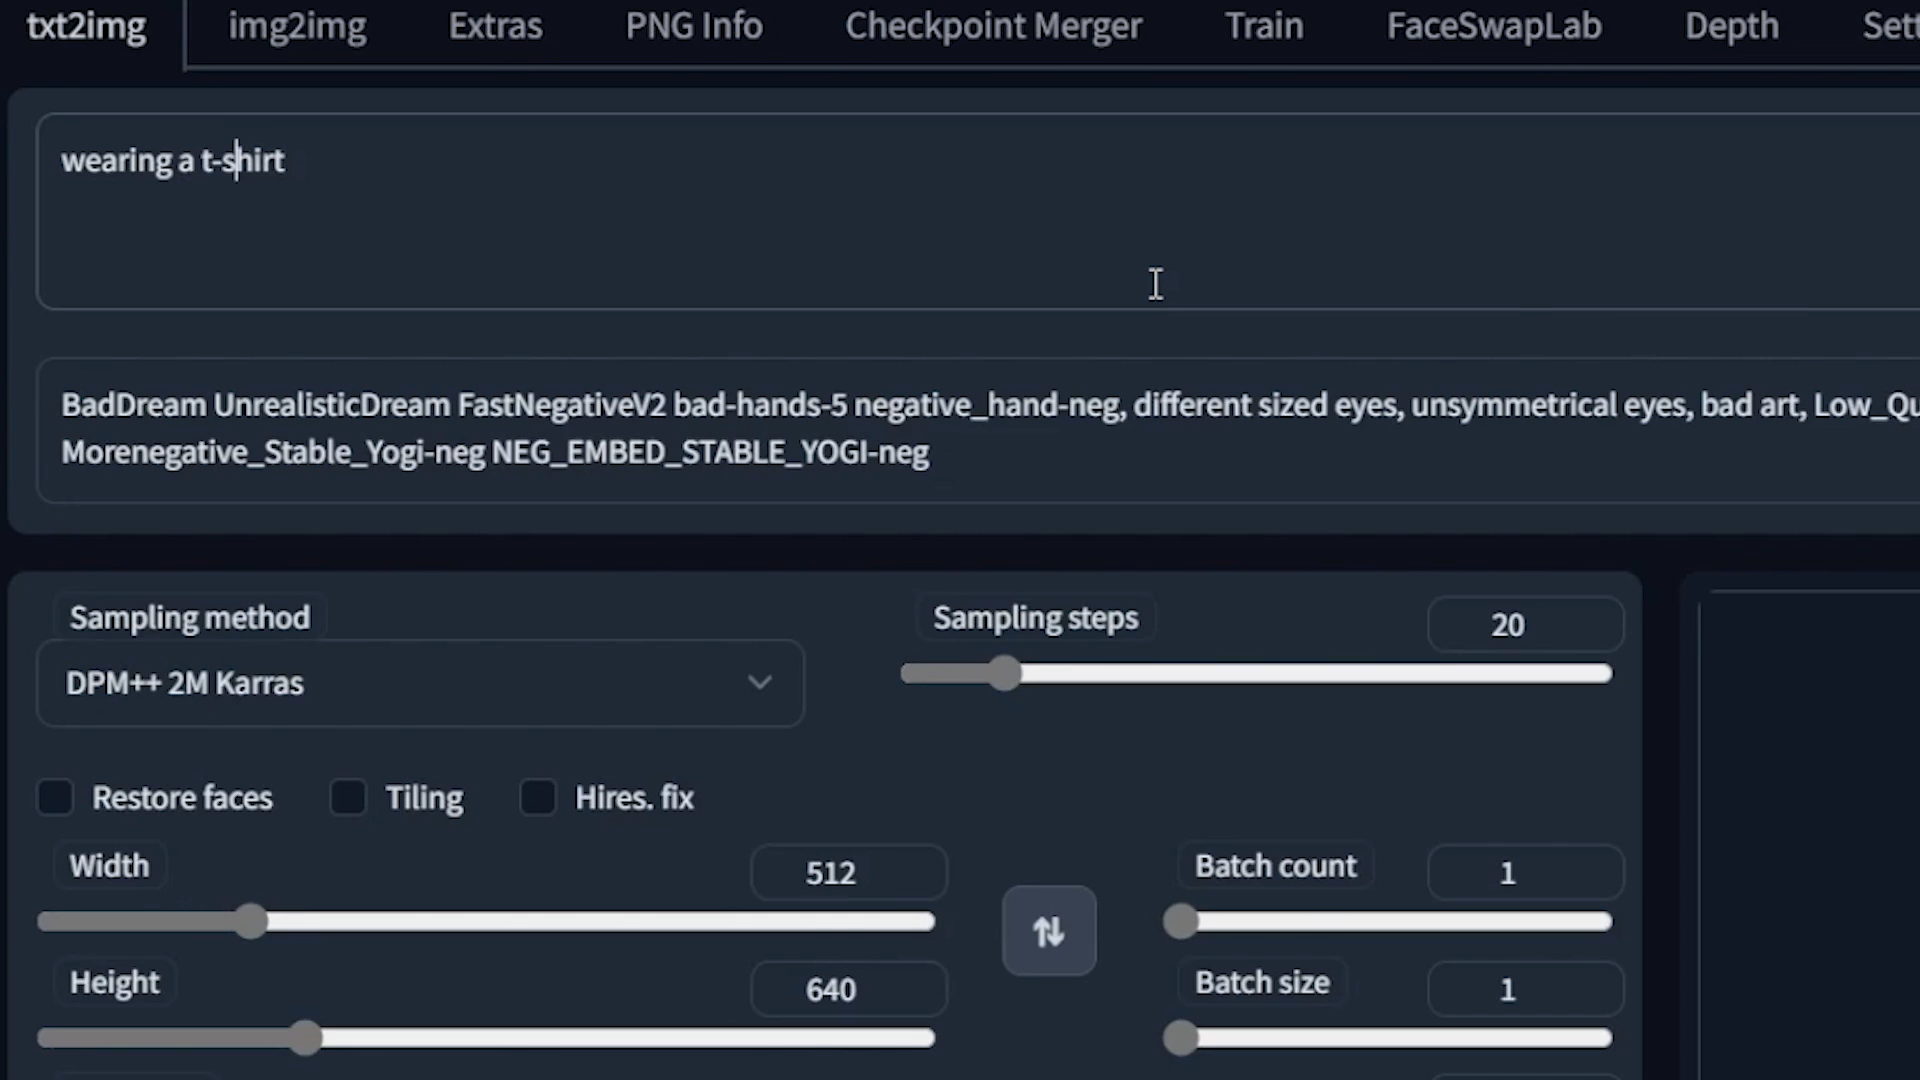 txt2img img2img Extras PNG Info Checkpoint Merger Train FaceSwapLab Depth
wearing a t-shirt
BadDream UnrealisticDream FastNegativeV2 bad-hands-5 negative_hand-neg, different sized eyes, unsymmetrical eyes, bad art,
Morenegative_Stable_Yogi-neg NEG_EMBED_STABLE_YOGI-neg
Sampling method
Sampling steps
20
DPM++ 2M Karras
Restore faces Tiling Hires. fix
Width
512
Batch count
1
Height
640
Batch size
1